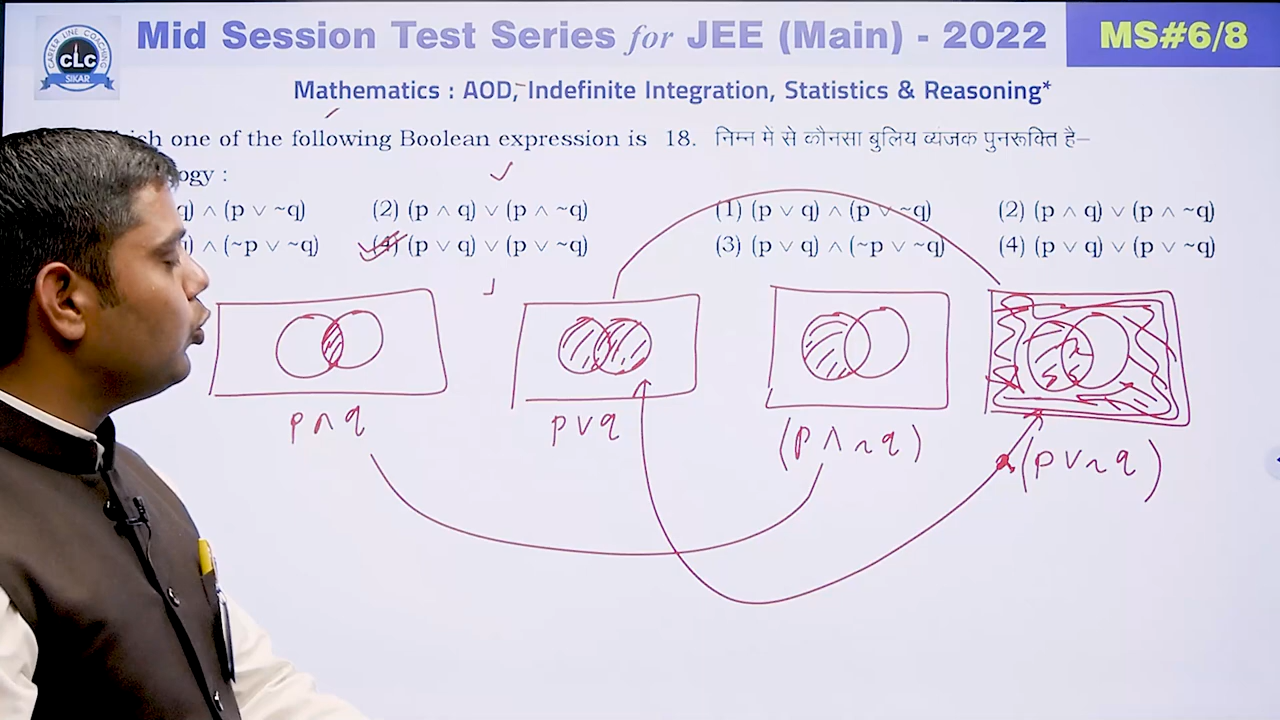 CAREER LINE COACHING
CLC
SIKAR
Mid Session Test Series for JEE (Main) - 2022
MS#6/8
Mathematics : AOD, Indefinite Integration, Statistics & Reasoning*
ch one of the following Boolean expression is
ogy :
q) ∧ (p ∨ ~q)
(2) (p ∧ q) ∨ (p ∧ ~q)
q) ∧ (~p ∨ ~q)
(4) (p ∨ q) ∨ (p ∨ ~q)
18. निम्न में से कौनसा बुलिय व्यंजक पुनरूक्ति है–
(1) (p ∨ q) ∧ (p ∨ ~q)
(2) (p ∧ q) ∨ (p ∧ ~q)
(3) (p ∨ q) ∧ (~p ∨ ~q)
(4) (p ∨ q) ∨ (p ∨ ~q)
p ∧ q
p ∨ q
(p ∧ ~q)
(p ∨ ~q)